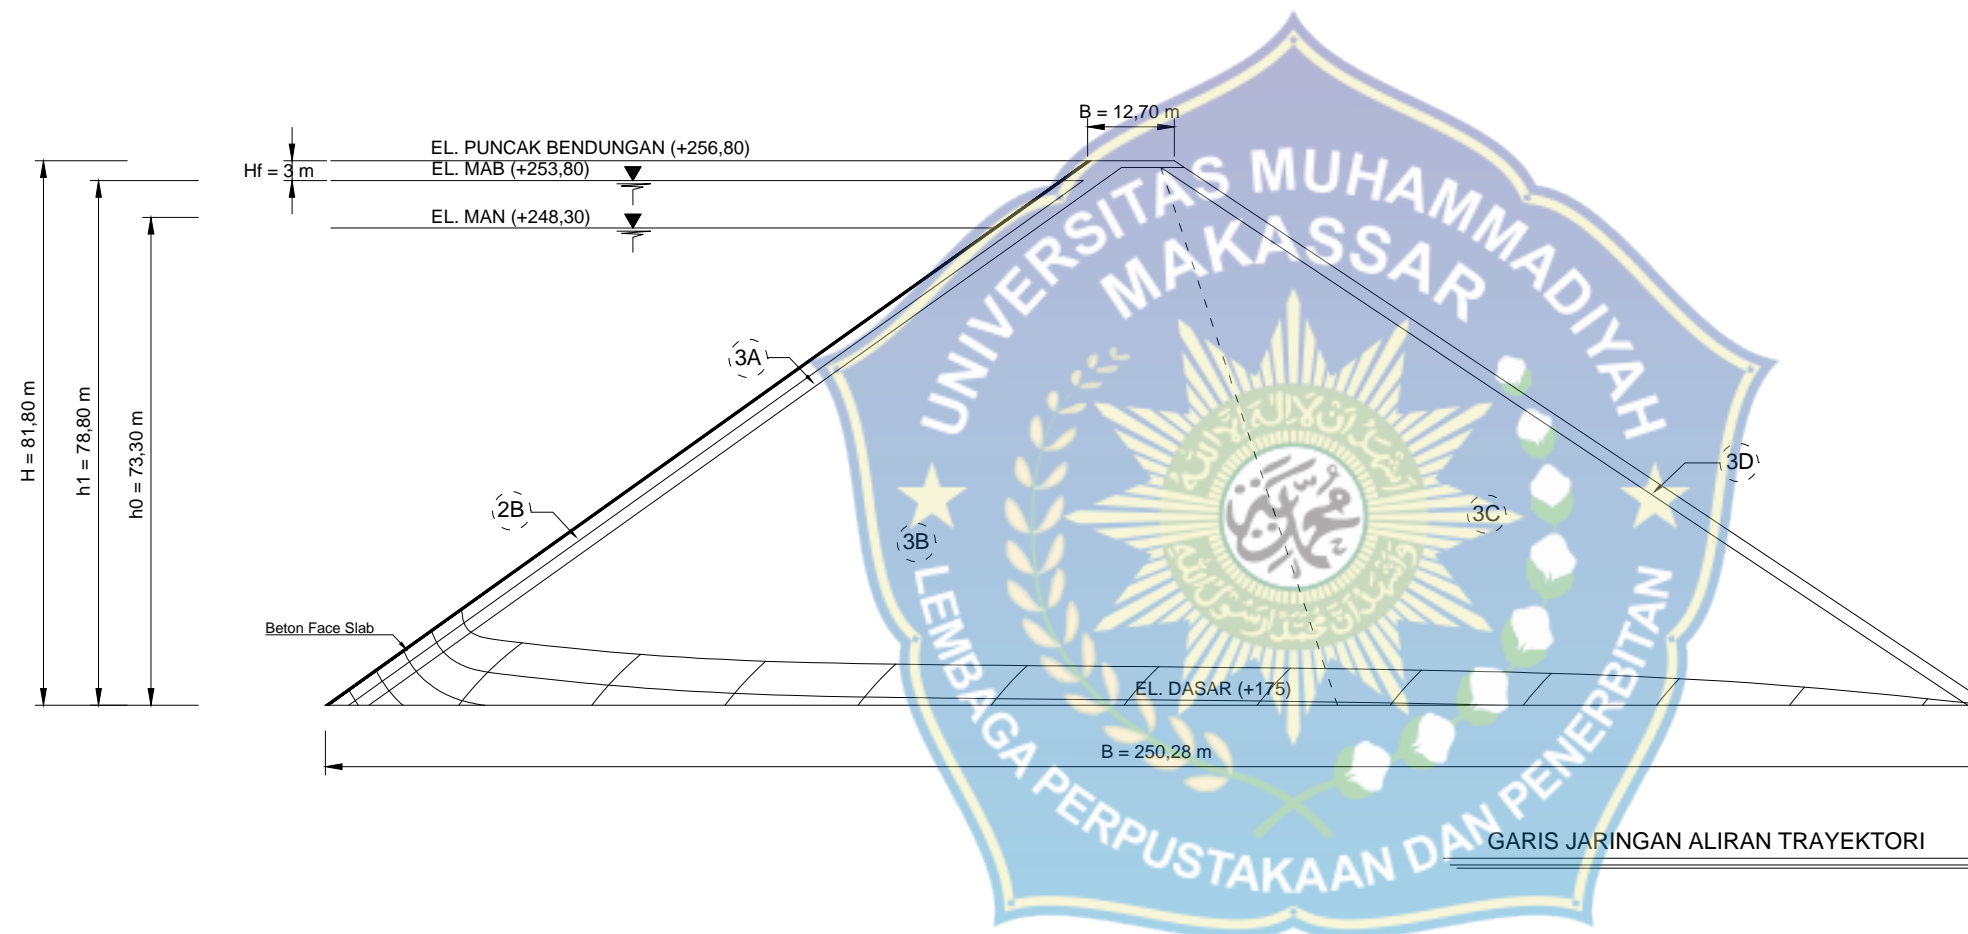 B = 12,70 m
EL. PUNCAK BENDUNGAN (+256,80)
Hf = 3 m
EL. MAB (+253,80)
EL. MAN (+248,30)
UNIVERSITAS MUHAMMADIYAH
MAKASSAR
3A
H = 81,80 m
h1 = 78,80 m
h0 = 73,30 m
3D
2B
3C
3B
Beton Face Slab
EL. DASAR (+175)
B = 250,28 m
LEMBAGA PERPUSTAKAAN DAN PENERBITAN
GARIS JARINGAN ALIRAN TRAYEKTORI